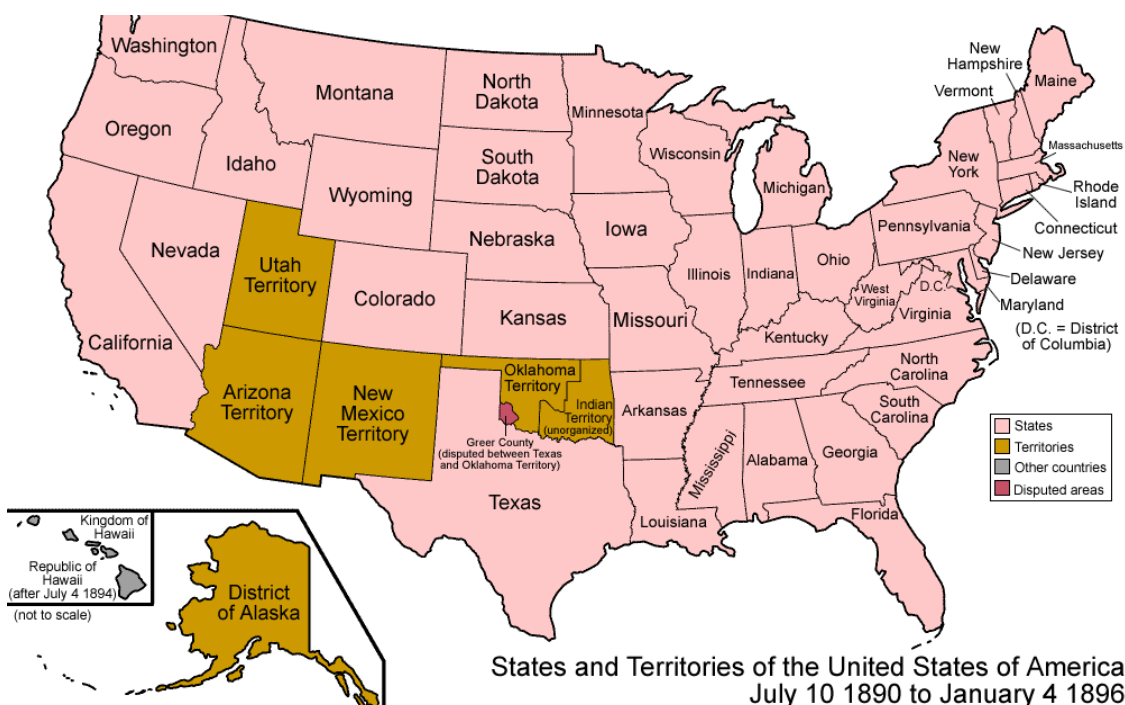 Washington
Montana
North
Dakota
Minnesota
New
Hampshire
Vermont
Maine
Oregon
Idaho
Wyoming
South
Dakota
Wisconsin
Michigan
New
York
Massachusetts
Rhode
Island
Connecticut
Nevada
Utah
Territory
Colorado
Nebraska
Iowa
Illinois
Indiana
Ohio
Pennsylvania
New Jersey
Delaware
Maryland
(D.C. = District
of Columbia)
West
Virginia
D.C.
Virginia
California
Kansas
Missouri
Kentucky
Arizona
Territory
New
Mexico
Territory
Oklahoma
Territory
Indian
Territory
(unorganized)
Greer County
(disputed between Texas
and Oklahoma Territory)
Arkansas
Tennessee
North
Carolina
South
Carolina
Texas
Louisiana
Mississippi
Alabama
Georgia
Florida
States
Territories
Other countries
Disputed areas
Kingdom of
Hawaii
Republic of
Hawaii
(after July 4 1894)
(not to scale)
District
of Alaska
States and Territories of the United States of America
July 10 1890 to January 4 1896